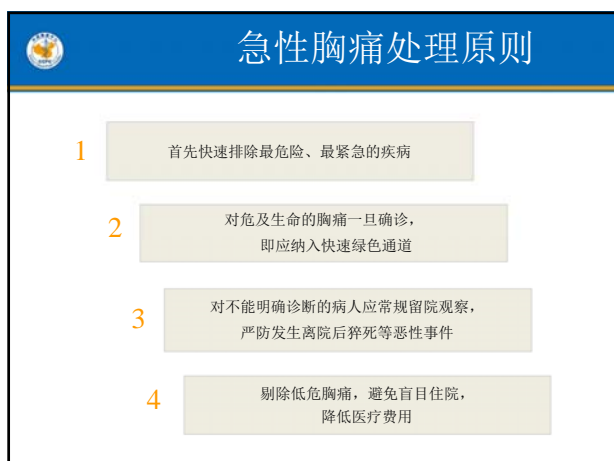 急性胸痛处理原则
1
首先快速排除最危险、最紧急的疾病
2
对危及生命的胸痛一旦确诊，
即应纳入快速绿色通道
3
对不能明确诊断的病人应常规留院观察，
严防发生离院后猝死等恶性事件
4
剔除低危胸痛，避免盲目住院，
降低医疗费用